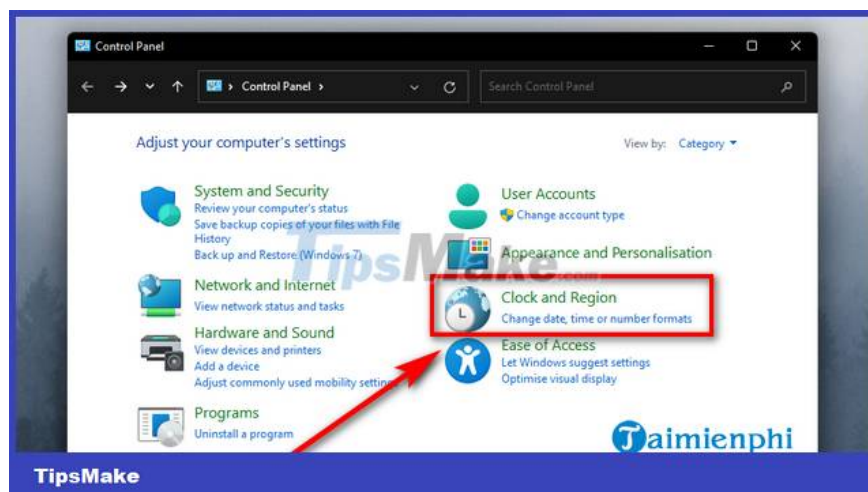 Control Panel
Control Panel
Search Control Panel
Adjust your computer's settings
View by: Category
System and Security
Review your computer's status
Save backup copies of your files with File
History
Back up and Restore (Windows 7)
Network and Internet
View network status and tasks
Hardware and Sound
View devices and printers
Add a device
Adjust commonly used mobility settings
Programs
Uninstall a program
User Accounts
Change account type
Appearance and Personalisation
Clock and Region
Change date, time or number formats
Ease of Access
Let Windows suggest settings
Optimise visual display
TipsMake.com
Taimienphi
TipsMake